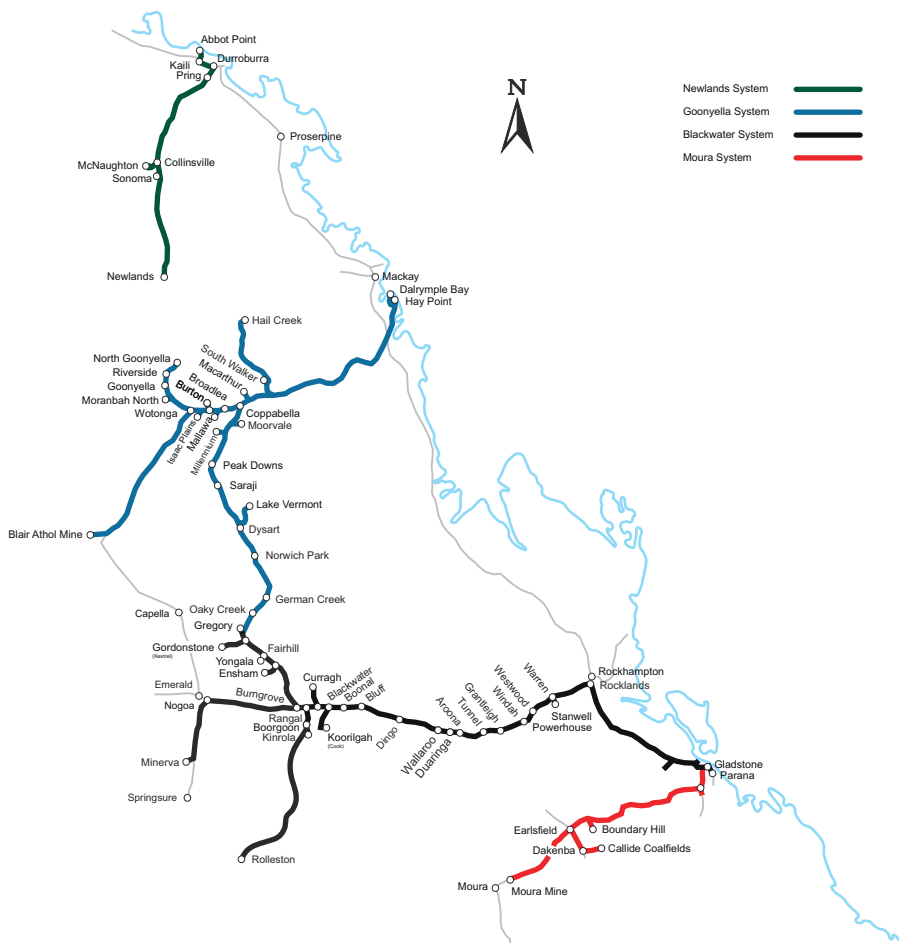 Abbot Point
Kaili
Durroburra
Pring
N
Newlands System
Goonyella System
Blackwater System
Moura System
Proserpine
McNaughton
Collinsville
Sonoma
Newlands
Mackay
Dalrymple Bay
Hay Point
Hail Creek
South Walker
Macarthur
Broadlea
Burton
North Goonyella
Riverside
Goonyella
Moranbah North
Wotonga
Isaac Plains
Mallawa
Millennium
Coppabella
Moorvale
Peak Downs
Saraji
Lake Vermont
Dysart
Blair Athol Mine
Norwich Park
German Creek
Oaky Creek
Capella
Gregory
Gordonstone
(Kestrel)
Fairhill
Yongala
Ensham
Emerald
Nogoa
Burngrove
Curragh
Rangal
Blackwater
Boonal
Bluff
Boorgoon
Kinrola
Koorilgah
(Cook)
Dingo
Wallaroo
Duaringa
Aroona
Tunnel
Grantleigh
Windah
Westwood
Warren
Rockhampton
Rocklands
Stanwell
Powerhouse
Minerva
Springsure
Rolleston
Gladstone
Parana
Earlsfield
Boundary Hill
Dakenba
Callide Coalfields
Moura
Moura Mine